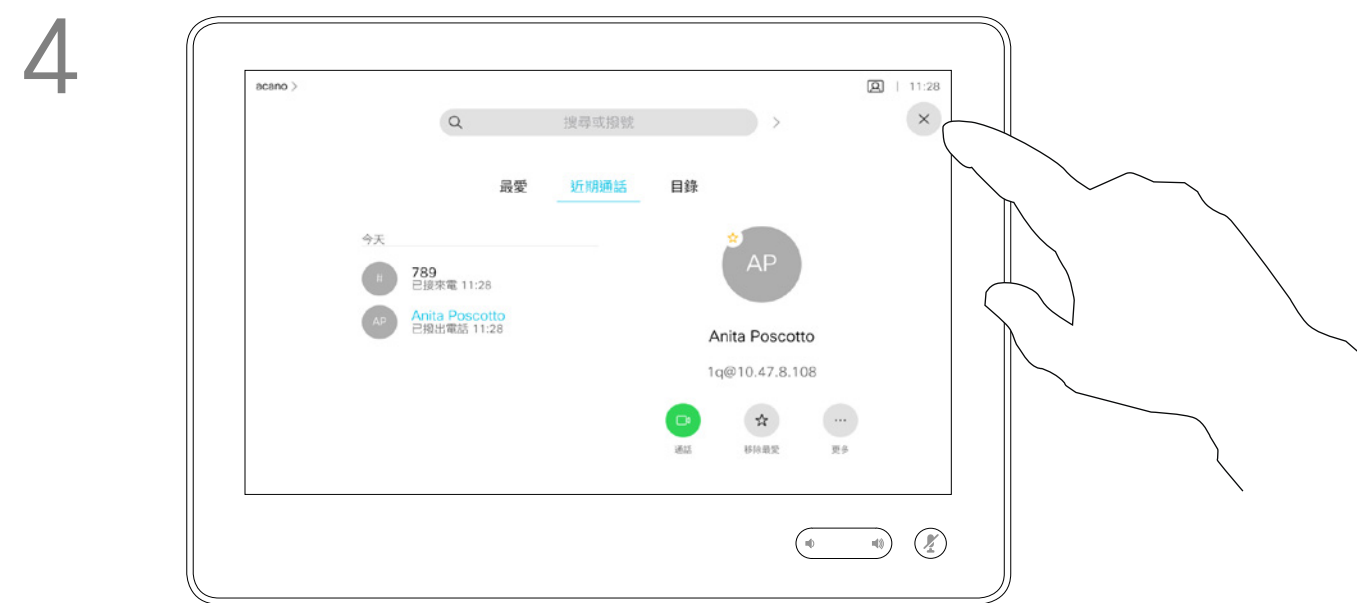 4
acano >
11:28
搜尋或撥號
最愛 近期通話 目錄
今天
#
789
已接來電 11:28
AP
Anita Poscotto
已撥出電話 11:28
AP
Anita Poscotto
1q@10.47.8.108
通話 移除最愛 更多